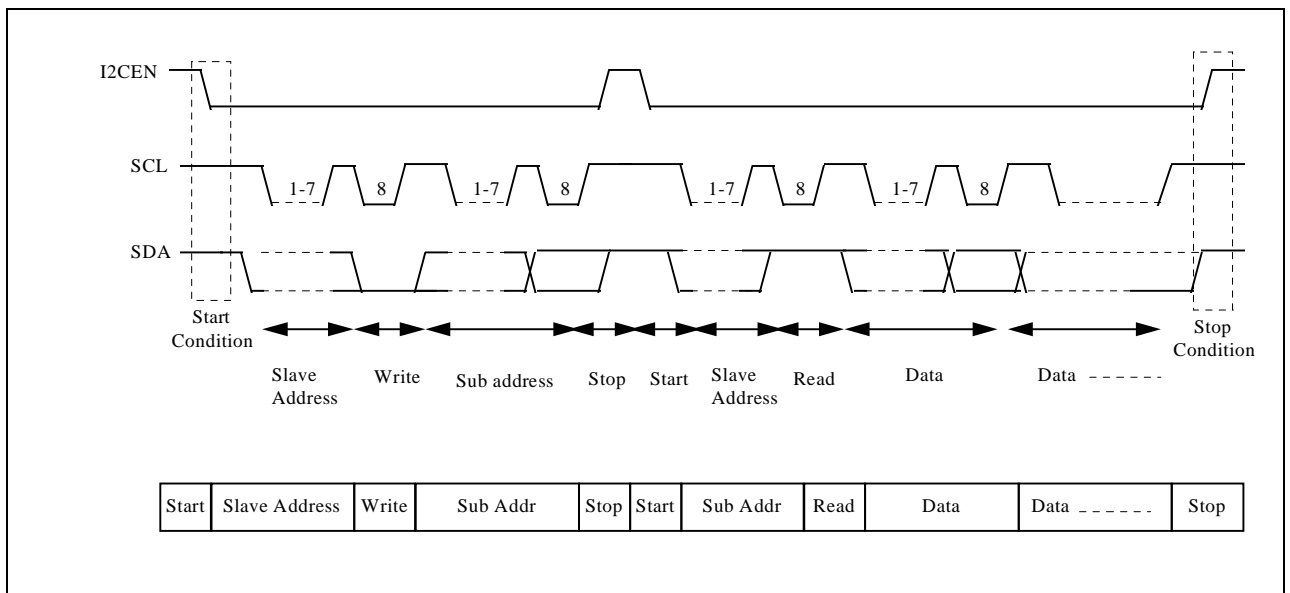 I2CEN
SCL
1-7
8
1-7
8
1-7
8
1-7
8
SDA
Start
Condition
Stop
Condition
Slave
Address
Write
Sub address
Stop
Start
Slave
Address
Read
Data
Data
Start
Slave Address
Write
Sub Addr
Stop
Start
Sub Addr
Read
Data
Data
Stop